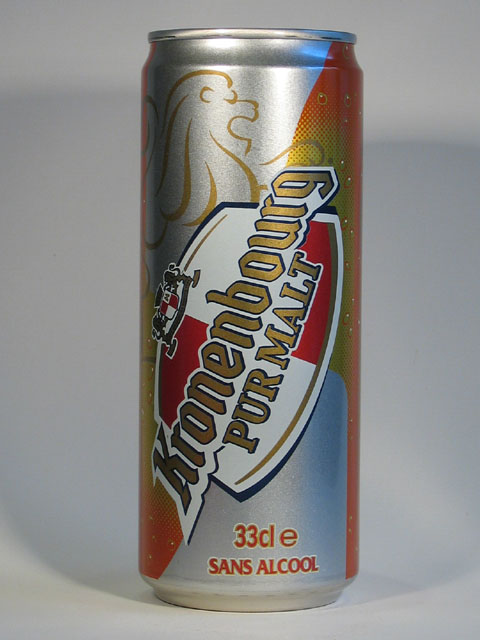 Kronenbourg
PUR MALT
33cl e
SANS ALCOOL